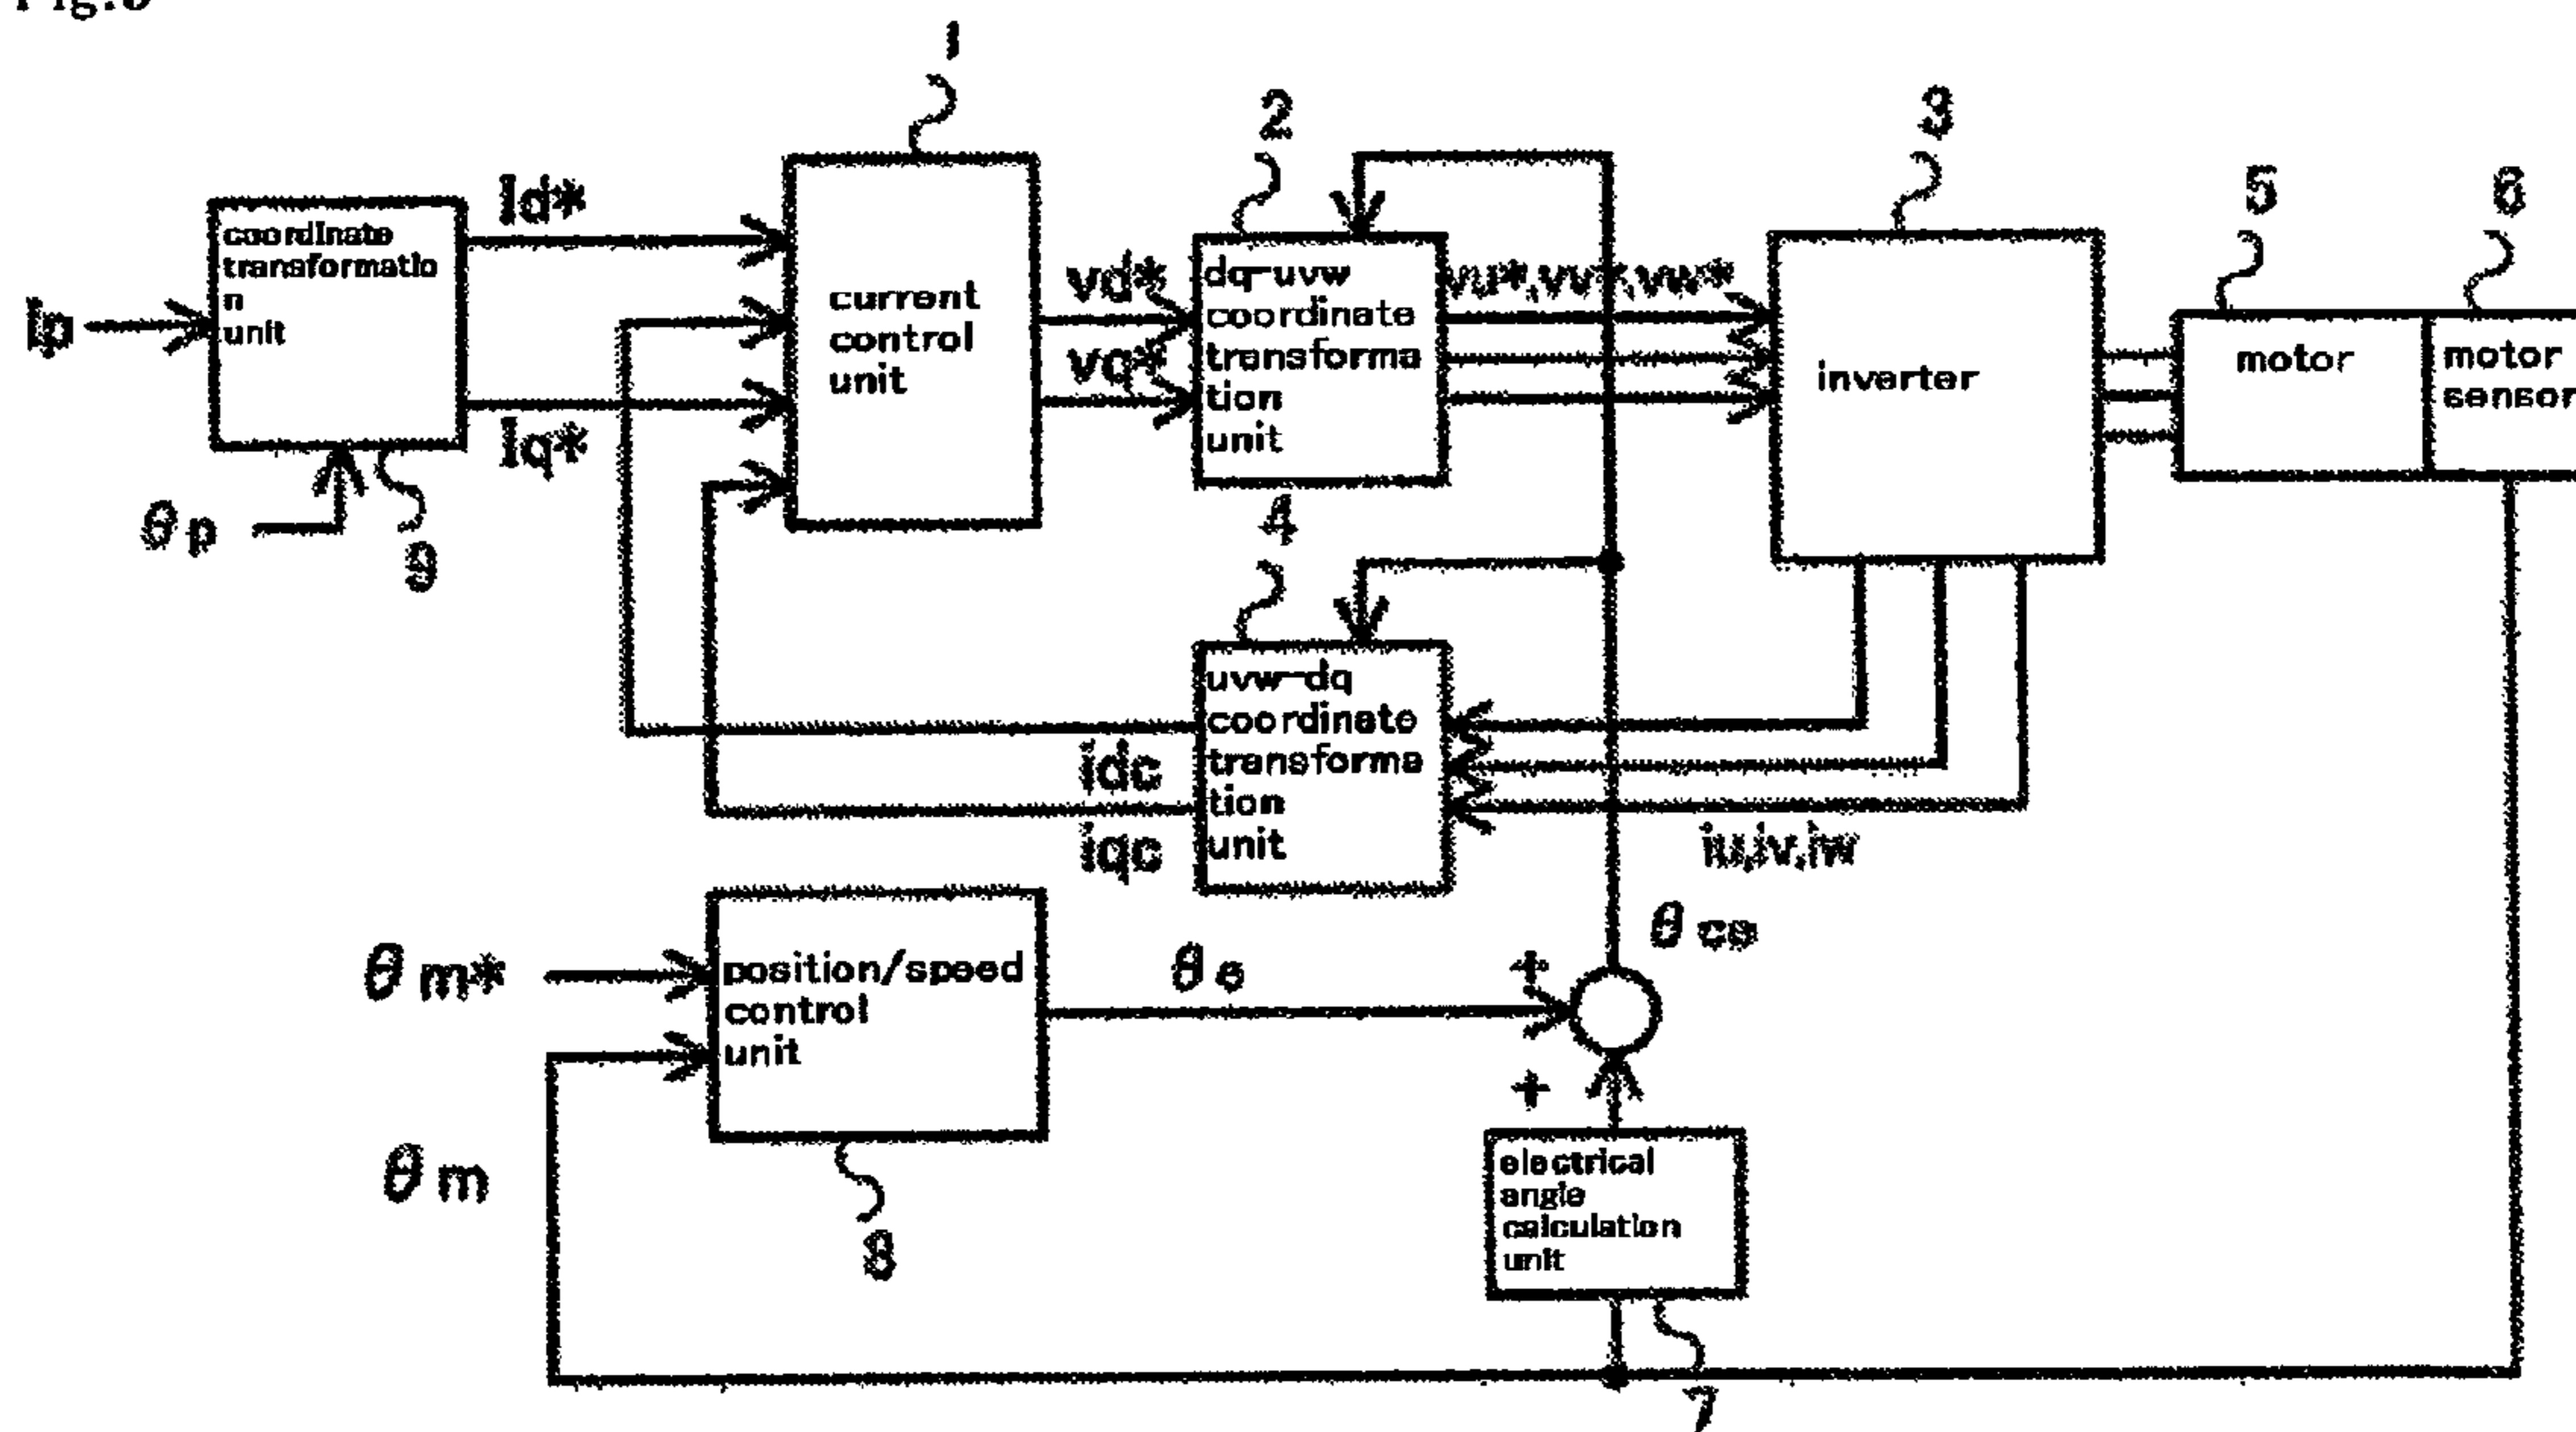 1
2
3
5
6
Id*
coordinate
transformatio
n
unit
Ip
Iq*
θp
9
current
control
unit
vd*
vq*
dq-uvw
coordinate
transforma
tion
unit
vu*,vv*,vw*
inverter
motor
motor
sensor
4
uvw-dq
coordinate
transforma
tion
unit
idc
iqc
iu,iv,iw
θm*
position/speed
control
unit
θm
8
+
+
electrical
angle
calculation
unit
7